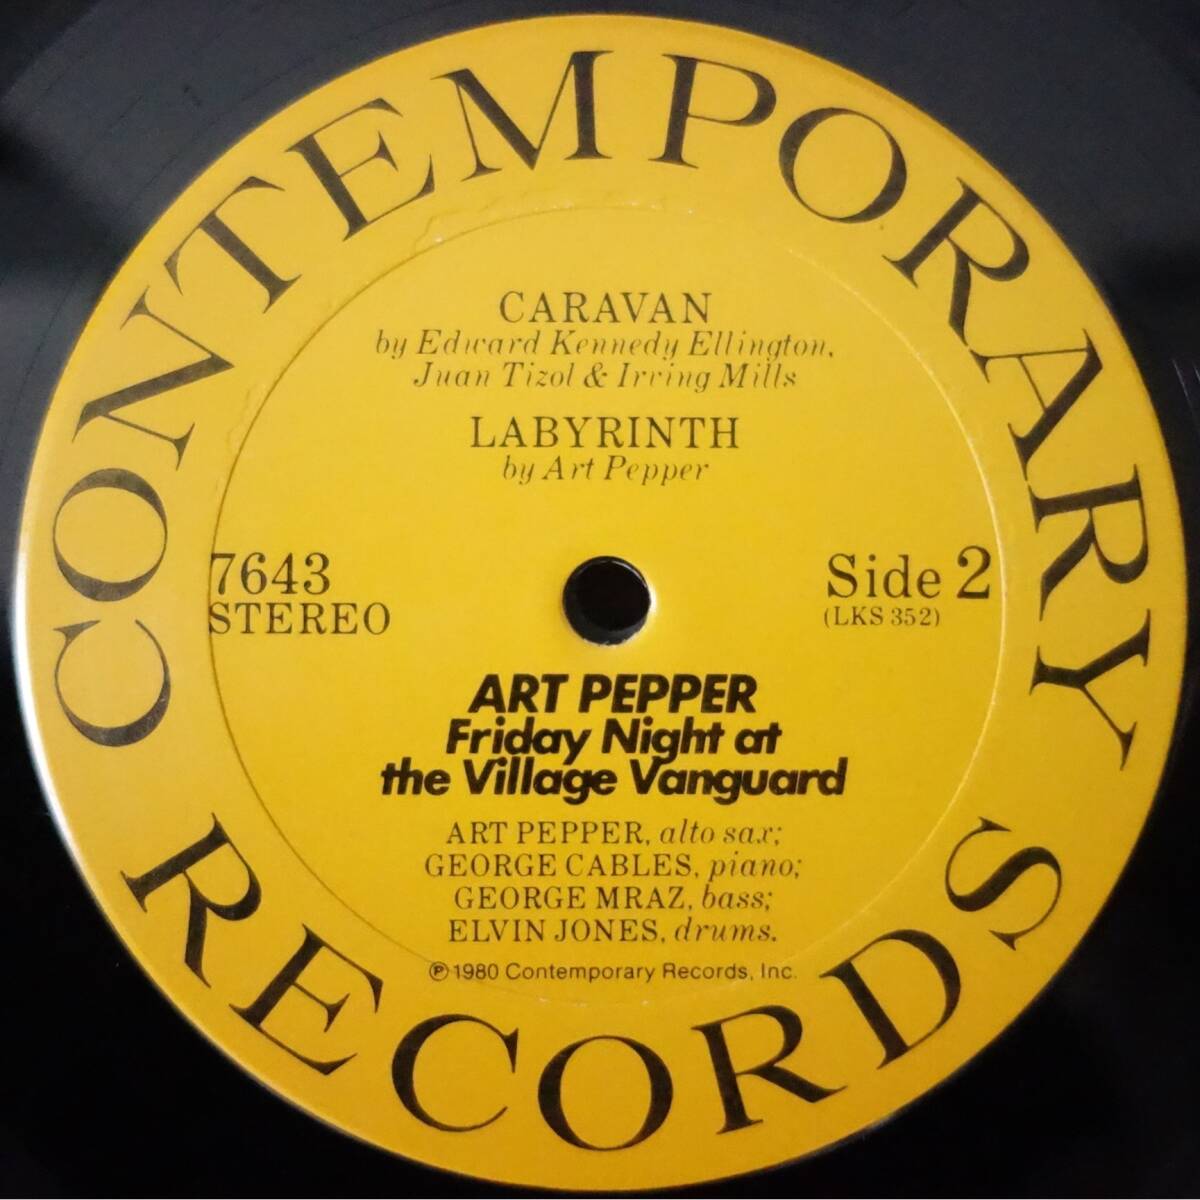 CONTEMPORARY
CARAVAN
by Edward Kennedy Ellington,
Juan Tizol & Irving Mills
LABYRINTH
by Art Pepper
7643
STEREO
Side 2
(LKS 352)
ART PEPPER
Friday Night at
the Village Vanguard
ART PEPPER, alto sax;
GEORGE CABLES, piano;
GEORGE MRAZ, bass;
ELVIN JONES, drums.
℗ 1980 Contemporary Records, Inc.
RECORDS